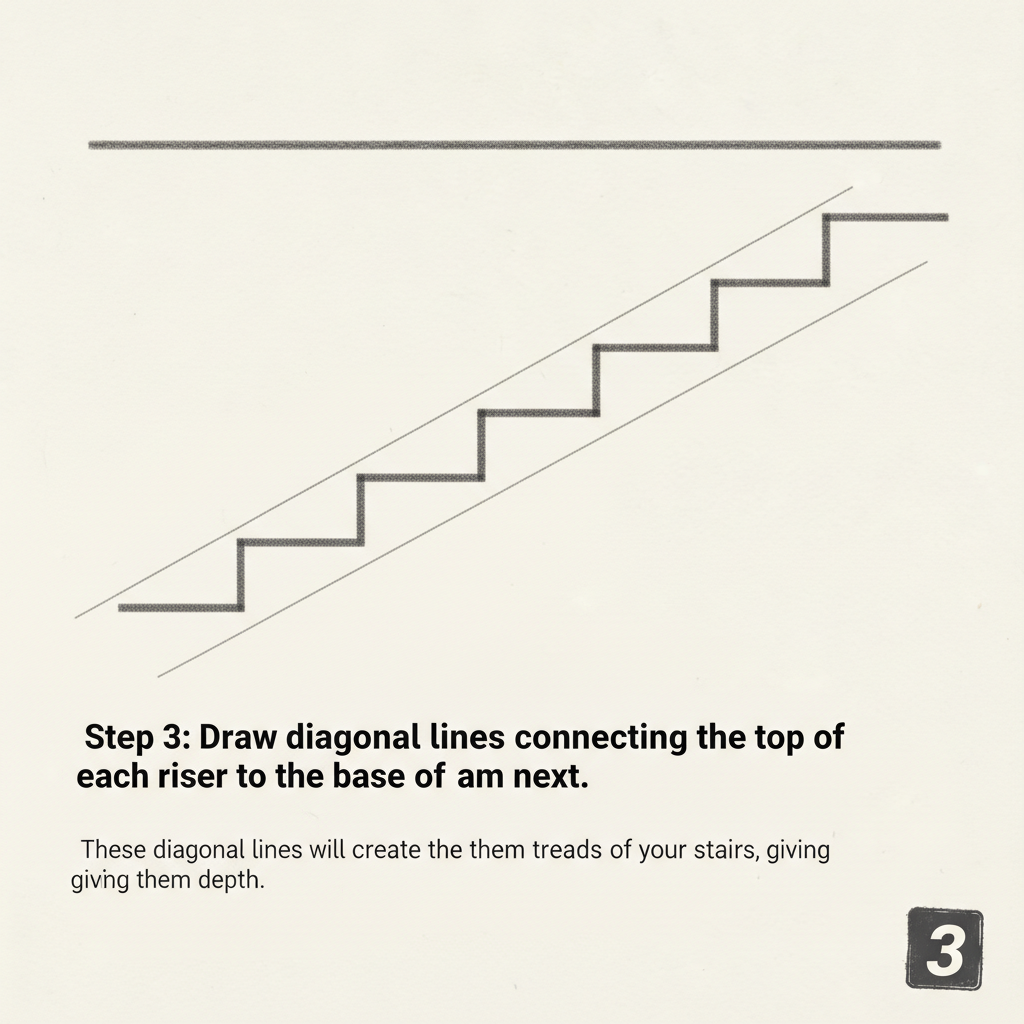 Step 3: Draw diagonal lines connecting the top of
each riser to the base of am next.
These diagonal lines will create the them treads of your stairs, giving
giving them depth.
3